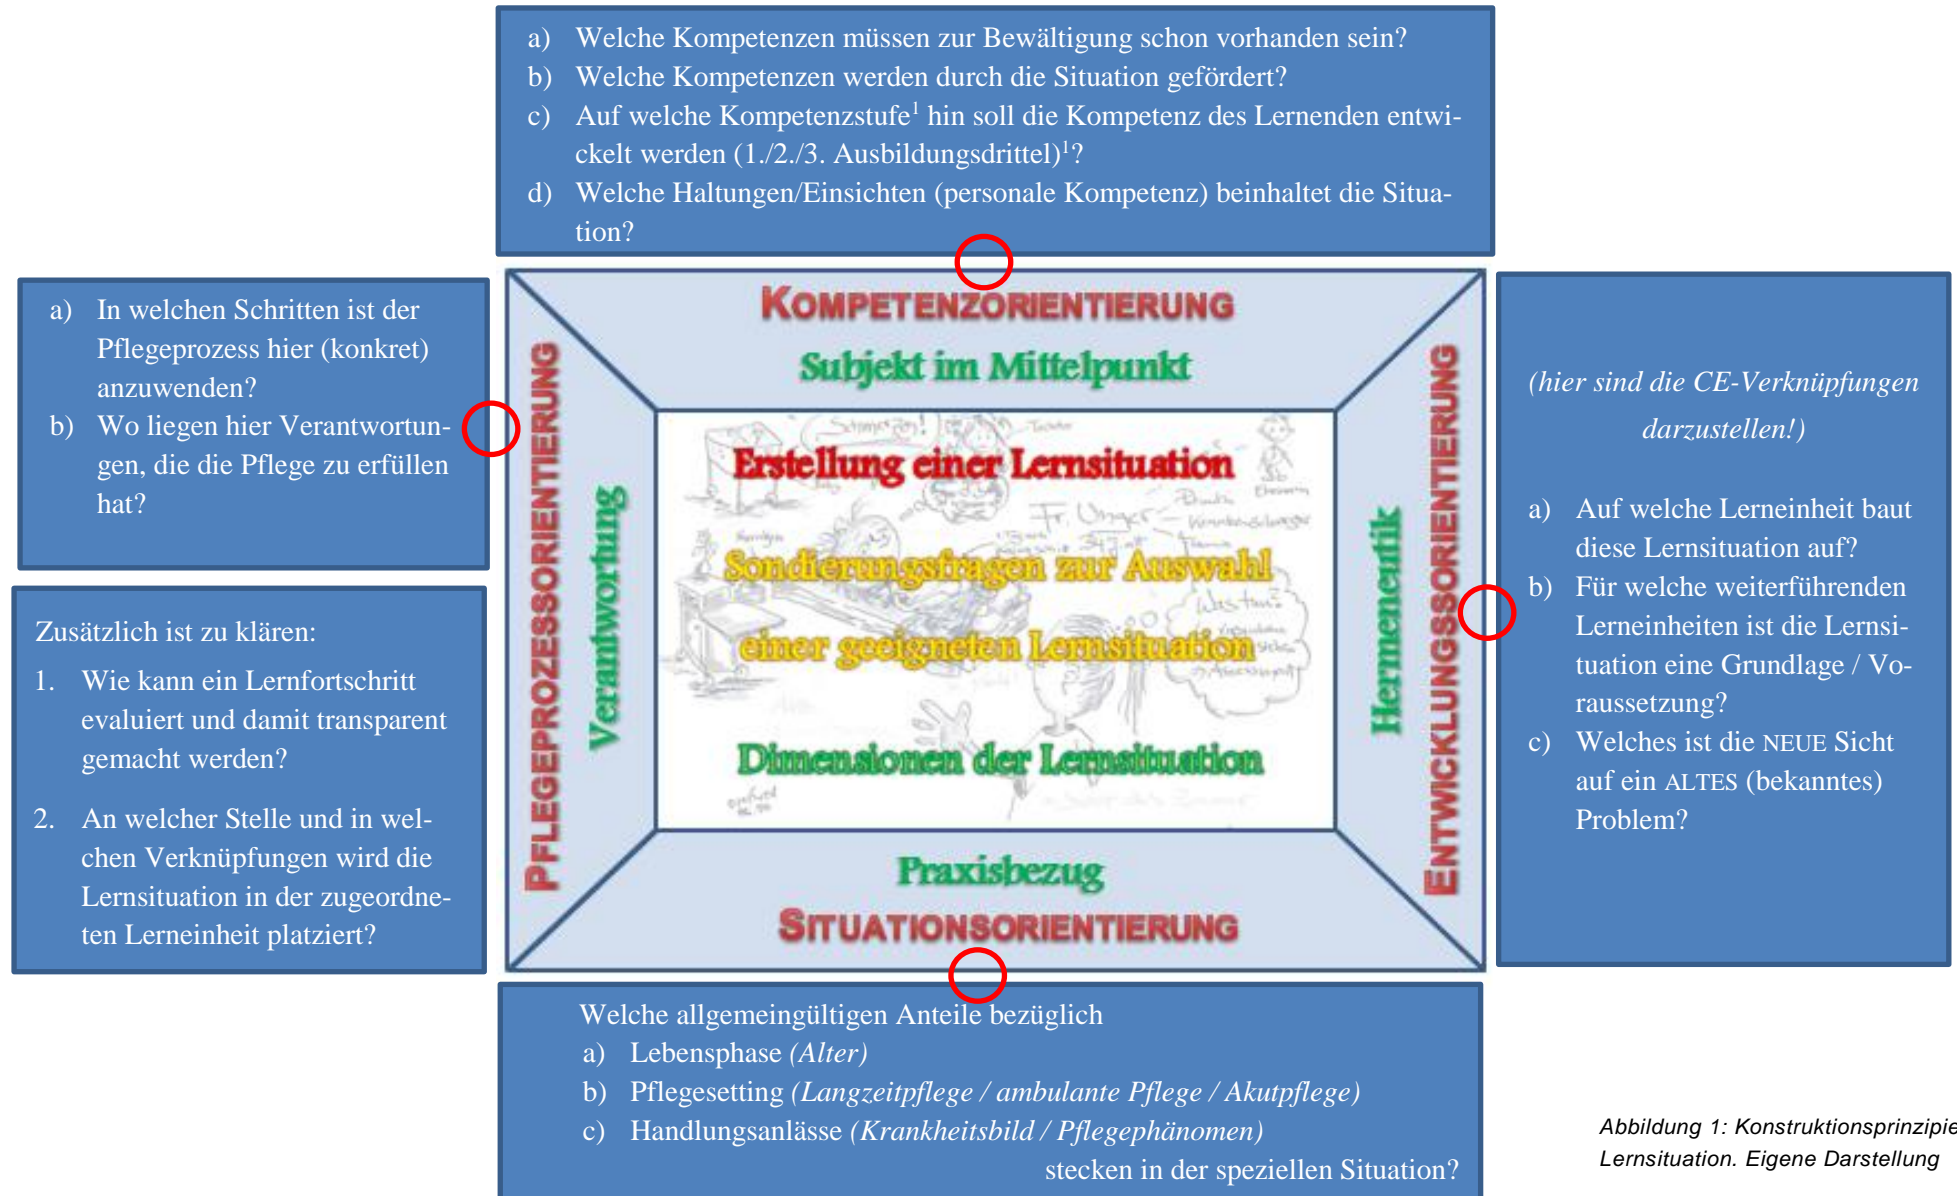 a) Welche Kompetenzen müssen zur Bewältigung schon vorhanden sein?
b) Welche Kompetenzen werden durch die Situation gefördert?
c) Auf welche Kompetenzstufe¹ hin soll die Kompetenz des Lernenden entwi-
ckelt werden (1./2./3. Ausbildungsdrittel)¹?
d) Welche Haltungen/Einsichten (personale Kompetenz) beinhaltet die Situa-
tion?
a) In welchen Schritten ist der
Pflegeprozess hier (konkret)
anzuwenden?
b) Wo liegen hier Verantwortun-
gen, die die Pflege zu erfüllen
hat?
Zusätzlich ist zu klären:
1. Wie kann ein Lernfortschritt
evaluiert und damit transparent
gemacht werden?
2. An welcher Stelle und in wel-
chen Verknüpfungen wird die
Lernsituation in der zugeordne-
ten Lerneinheit platziert?
KOMPETENZORIENTIERUNG
Subjekt im Mittelpunkt
PFLEGEPROZESSORIENTIERUNG
Verantwortung
Schmerzen!
Erstellung einer Lernsituation
Fr. Unger
Sondierungsfragen zur Auswahl
Was tun?
einer geeigneten Lernsituation
Dimensionen der Lernsituation
Hermeneutik
ENTWICKLUNGSSORIENTIERUNG
Praxisbezug
SITUATIONSORIENTIERUNG
(hier sind die CE-Verknüpfungen
darzustellen!)
a) Auf welche Lerneinheit baut
diese Lernsituation auf?
b) Für welche weiterführenden
Lerneinheiten ist die Lernsi-
tuation eine Grundlage / Vo-
raussetzung?
c) Welches ist die NEUE Sicht
auf ein ALTES (bekanntes)
Problem?
Welche allgemeingültigen Anteile bezüglich
a) Lebensphase (Alter)
b) Pflegesetting (Langzeitpflege / ambulante Pflege / Akutpflege)
c) Handlungsanlässe (Krankheitsbild / Pflegephänomen)
stecken in der speziellen Situation?
Abbildung 1: Konstruktionsprinzipie
Lernsituation. Eigene Darstellung